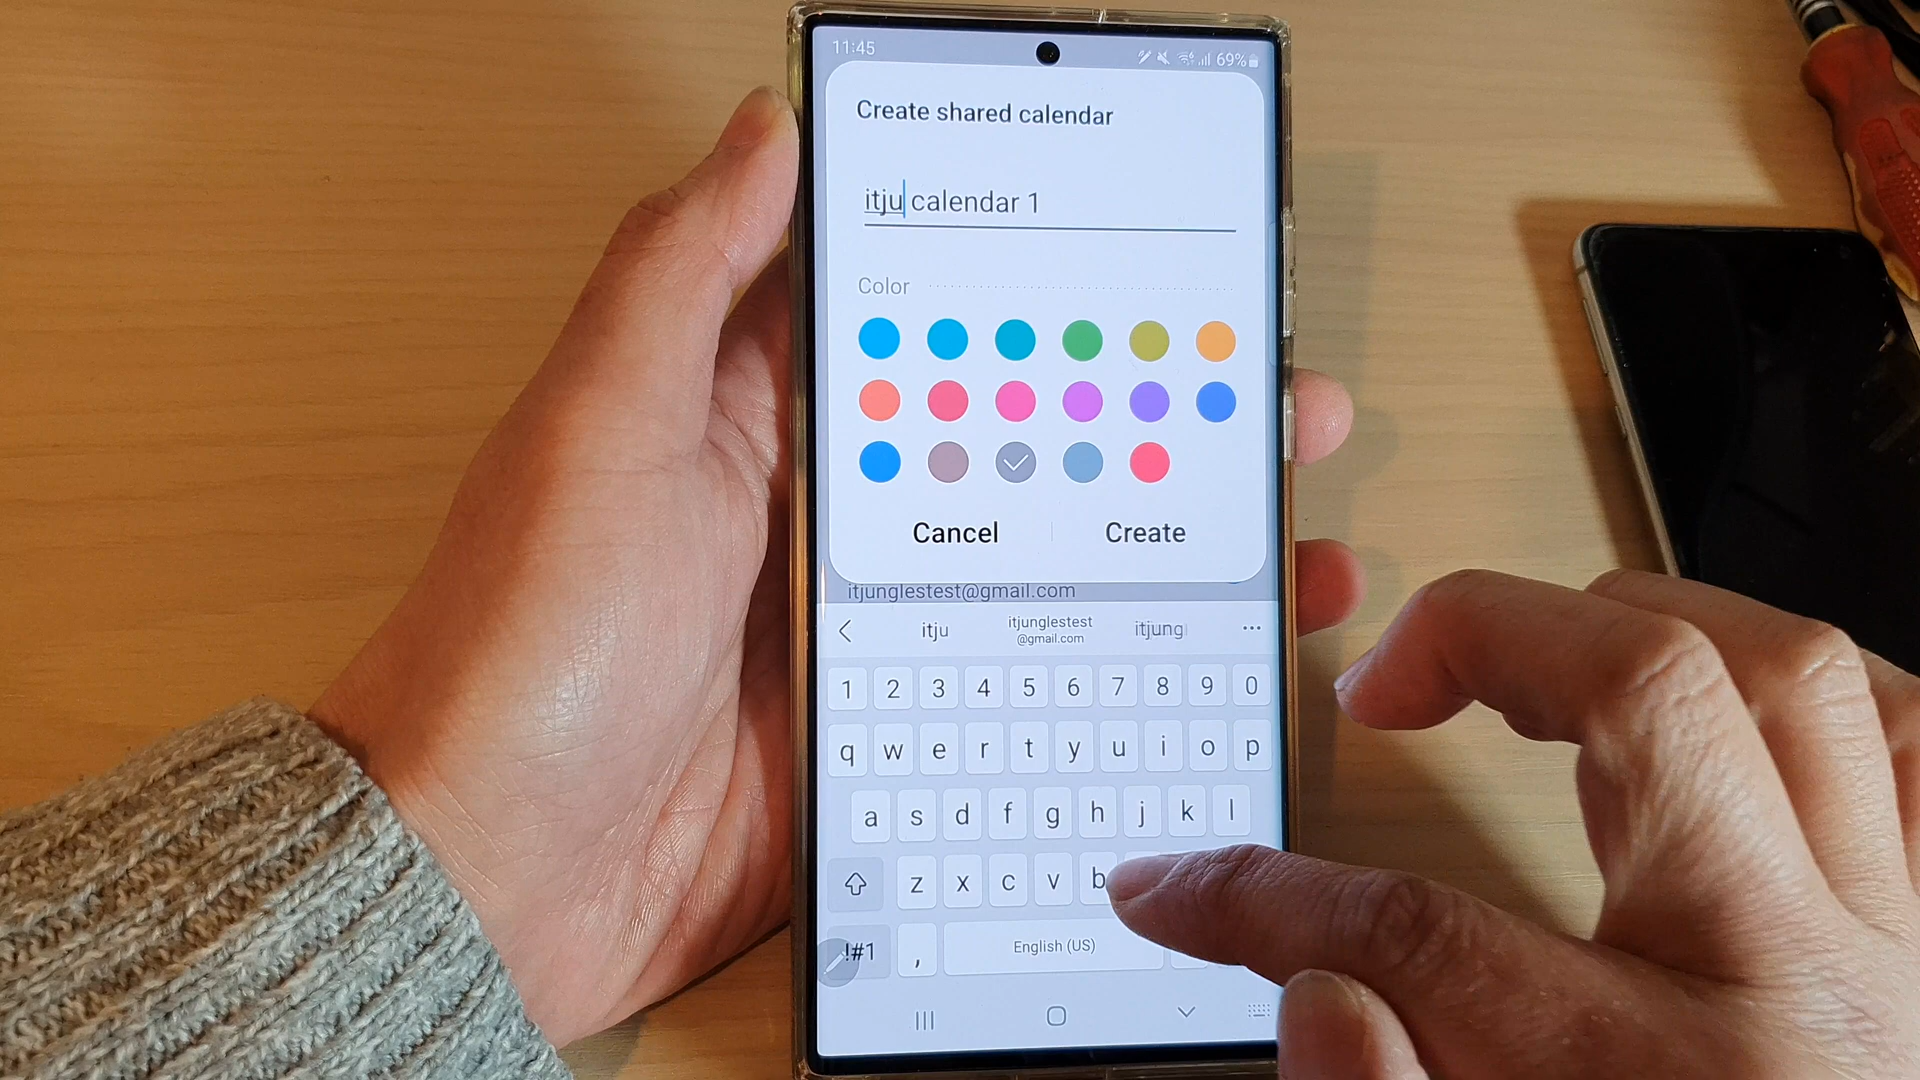 11:45 69%
Create shared calendar
itju calendar 1
Color
Cancel Create
itjunglestest@gmail.com
itju itjunglestest
@gmail.com itjung
1 2 3 4 5 6 7 8 9 0
q w e r t y u i o p
a s d f g h j k l
z x c v b
!#1 , English (US)